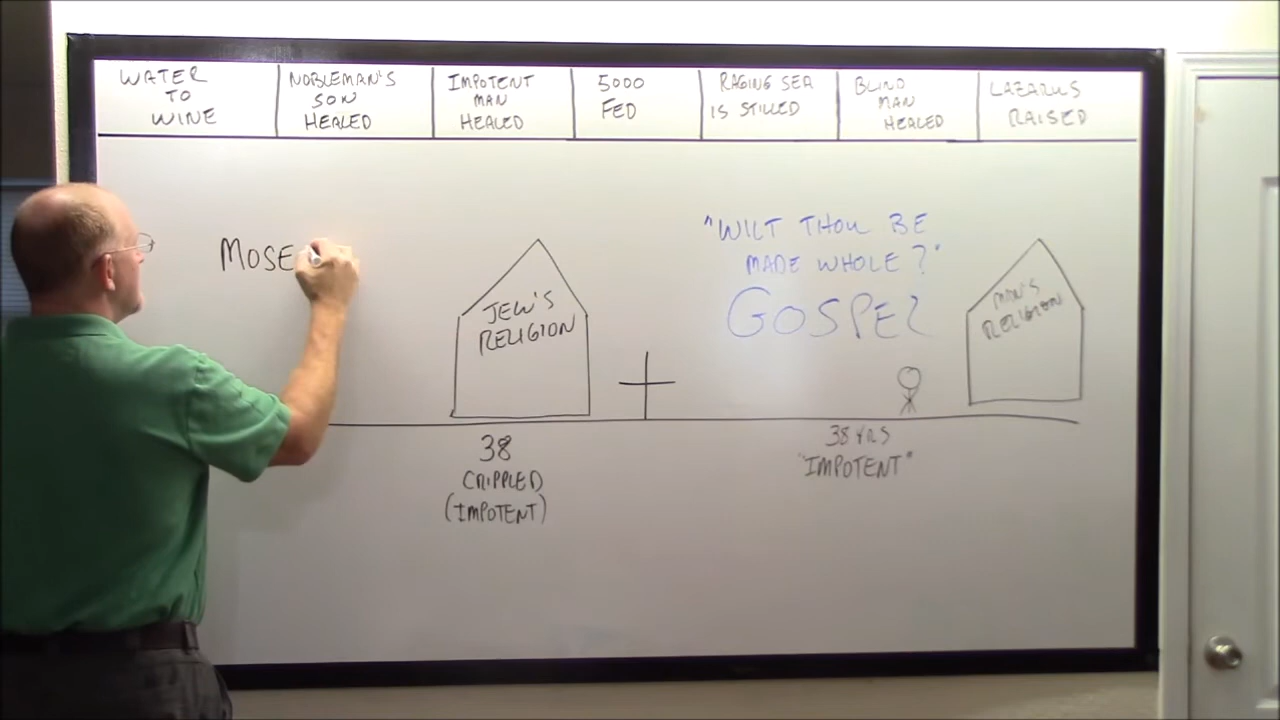 WATER
TO
WINE
NOBLEMAN'S
SON
HEALED
IMPOTENT
MAN
HEALED
5000
FED
RAGING SEA
IS STILLED
BLIND
MAN
HEALED
LAZARUS
RAISED
MOSE
JEW'S
RELIGION
38
CRIPPLED
(IMPOTENT)
"WILT THOU BE
MADE WHOLE?"
GOSPEL
MAN'S
RELIGION
38 YRS
"IMPOTENT"